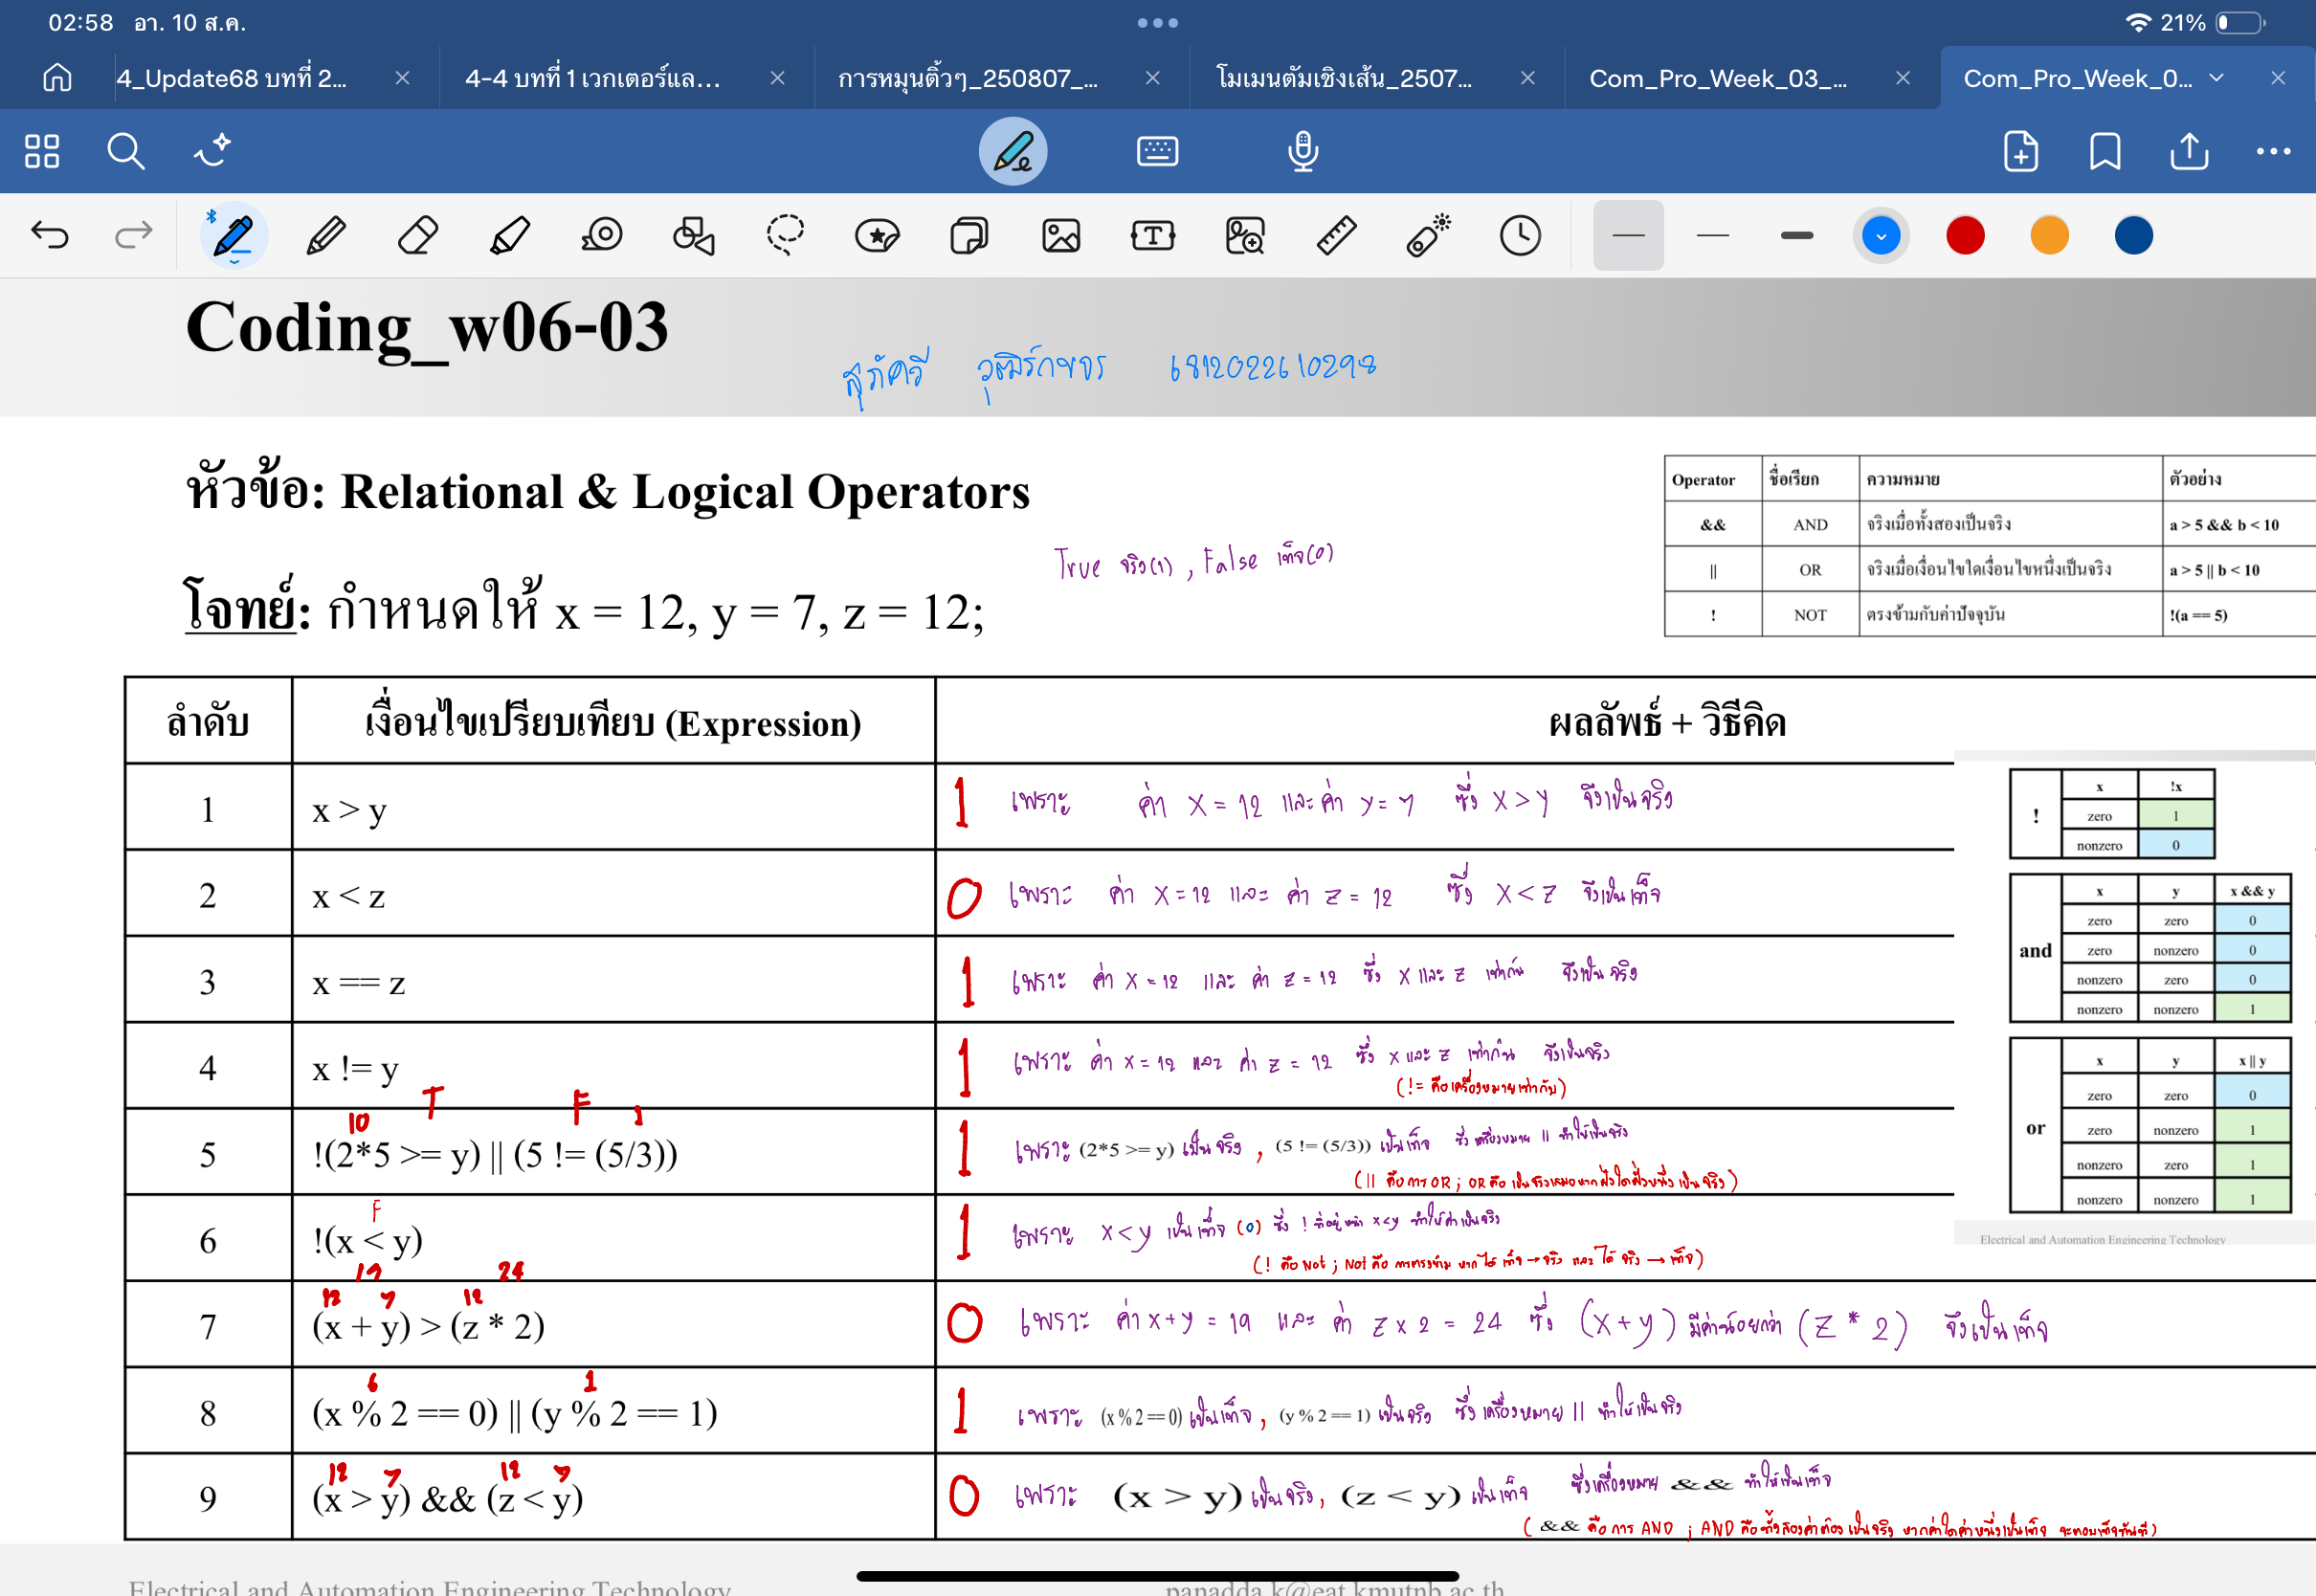 02:58 อา. 10 ส.ค.
21%
4_Update68 บทที่ 2...
4-4 บทที่ 1 เวกเตอร์แล...
การหมุนติ้วๆ_250807_...
โมเมนตัมเชิงเส้น_2507...
Com_Pro_Week_03_...
Com_Pro_Week_0...
Coding_w06-03
6812022610298
หัวข้อ: Relational & Logical Operators
True จริง(1) , False เท็จ(0)
โจทย์: กำหนดให้ x = 12, y = 7, z = 12;
Operator ชื่อเรียก ความหมาย ตัวอย่าง
&& AND จริงเมื่อทั้งสองเป็นจริง a > 5 && b < 10
|| OR จริงเมื่อเงื่อนไขใดเงื่อนไขหนึ่งเป็นจริง a > 5 || b < 10
! NOT ตรงข้ามกับค่าปัจจุบัน !(a == 5)
ลำดับ เงื่อนไขเปรียบเทียบ (Expression) ผลลัพธ์ + วิธีคิด
1 x > y 1 เพราะ ค่า x = 12 และ ค่า y = 7 ซึ่ง x > y จึงเป็นจริง
2 x < z 0 เพราะ ค่า x = 12 และ ค่า z = 12 ซึ่ง x < z จึงเป็นเท็จ
3 x == z 1 เพราะ ค่า x = 12 และ ค่า z = 12 ซึ่ง x และ z เท่ากัน จึงเป็นจริง
4 x != y 1 เพราะ ค่า x = 12 และ ค่า z = 12 ซึ่ง x และ z เท่ากัน จึงเป็นจริง
(!= คือเครื่องหมายเท่ากับ)
10 T F 1
5 !(2*5 >= y) || (5 != (5/3)) 1 เพราะ (2*5 >= y) เป็นจริง , (5 != (5/3)) เป็นเท็จ ซึ่ง เครื่องหมาย || ทำให้เป็นจริง
(|| คือการ OR ; OR คือ เป็นจริงเสมอหากฝั่งใดฝั่งหนึ่งเป็นจริง)
F
6 !(x < y) 1 เพราะ x < y เป็นเท็จ (0) ซึ่ง ! ที่อยู่หน้า x < y ทำให้ค่าเป็นจริง
(! คือ Not ; Not คือ การตรงข้าม หากได้ เท็จ → จริง และ ได้ จริง → เท็จ)
19 24
12 7 12
7 (x + y) > (z * 2) 0 เพราะ ค่า x+y = 19 และ ค่า z x 2 = 24 ซึ่ง (x+y) มีค่าน้อยกว่า (z * 2) จึงเป็นเท็จ
6 1
8 (x % 2 == 0) || (y % 2 == 1) 1 เพราะ (x % 2 == 0) เป็นเท็จ , (y % 2 == 1) เป็นจริง ซึ่ง เครื่องหมาย || ทำให้เป็นจริง
12 7 12 7
9 (x > y) && (z < y) 0 เพราะ (x > y) เป็นจริง, (z < y) เป็นเท็จ ซึ่งเครื่องหมาย && ทำให้เป็นเท็จ
( && คือ การ AND ; AND คือทั้งสองค่าต้องเป็นจริง หากค่าใดค่าหนึ่งเป็นเท็จ จะตอบเท็จทันที)
! x !x
zero 1
nonzero 0
and x y x && y
zero zero 0
zero nonzero 0
nonzero zero 0
nonzero nonzero 1
or x y x || y
zero zero 0
zero nonzero 1
nonzero zero 1
nonzero nonzero 1
Electrical and Automation Engineering Technology
Electrical and Automation Engineering Technology
panadda.k@eat.kmutnb.ac.th